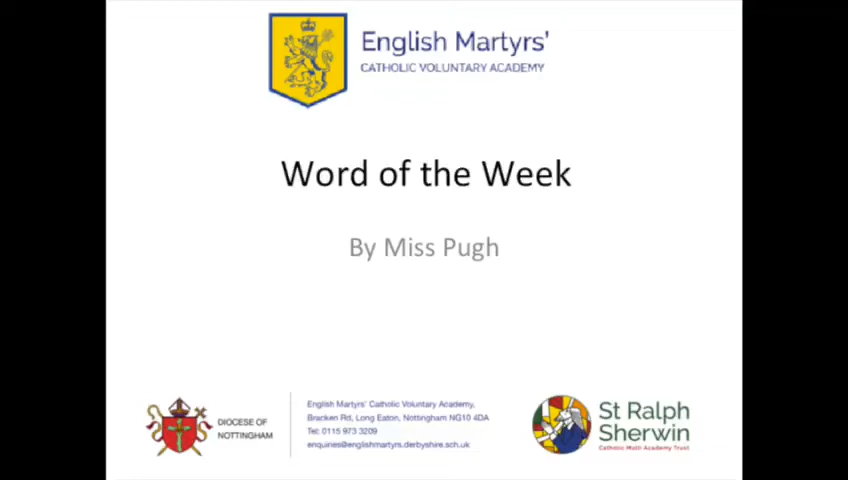 English Martyrs'
CATHOLIC VOLUNTARY ACADEMY
Word of the Week
By Miss Pugh
DIOCESE OF
NOTTINGHAM
English Martyrs' Catholic Voluntary Academy,
Bracken Rd, Long Eaton, Nottingham NG10 4DA
Tel: 0115 973 3209
enquiries@englishmartyrs.derbyshire.sch.uk
St Ralph
Sherwin
Catholic Multi Academy Trust